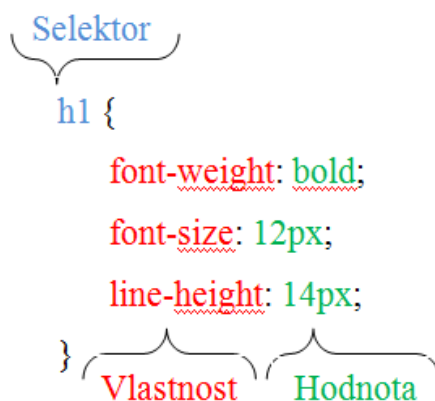 Selektor
h1 {
font-weight: bold;
font-size: 12px;
line-height: 14px;
}
Vlastnost Hodnota